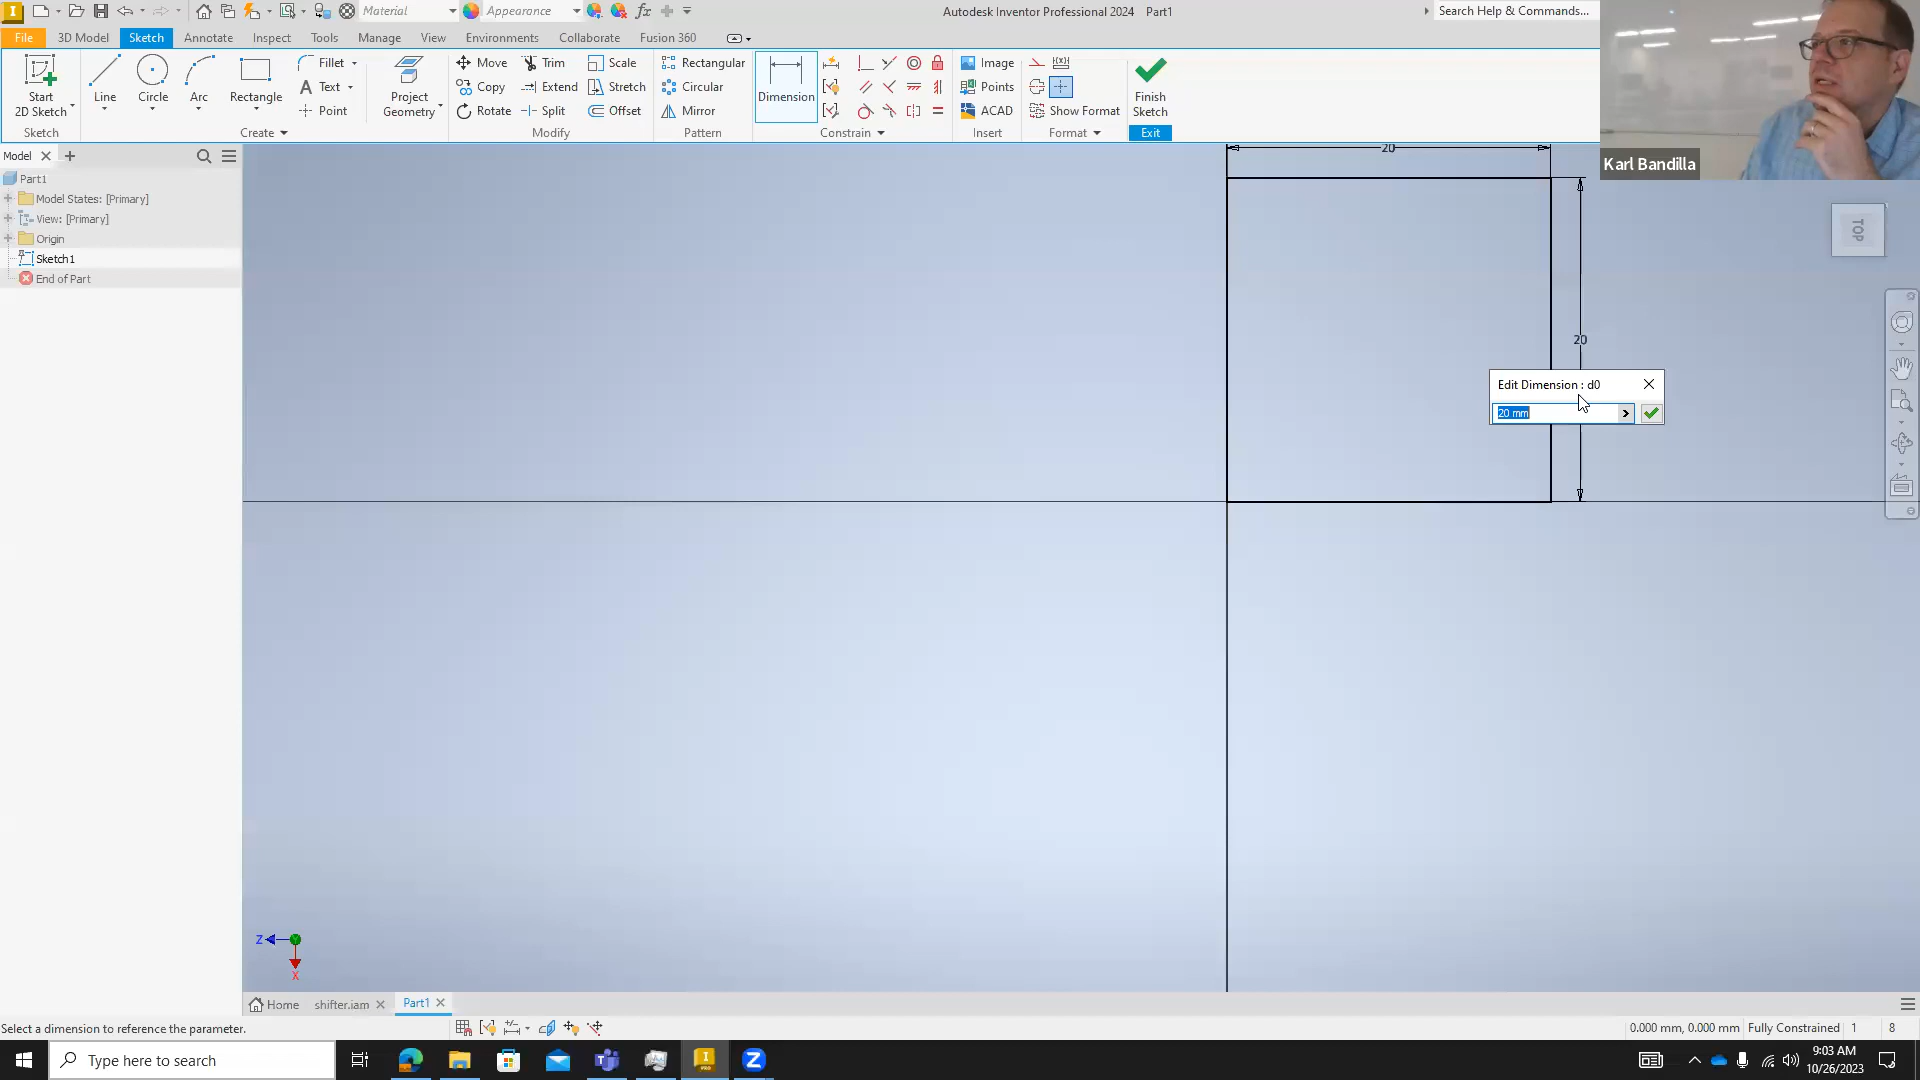 Material
Appearance
Autodesk Inventor Professional 2024 Part1
Search Help & Commands...
File
3D Model
Sketch
Annotate
Inspect
Tools
Manage
View
Environments
Collaborate
Fusion 360
Start
2D Sketch
Line
Circle
Arc
Rectangle
Fillet
Text
Point
Project
Geometry
Move
Copy
Rotate
Trim
Extend
Split
Scale
Stretch
Offset
Rectangular
Circular
Mirror
Dimension
Image
Points
ACAD
Show Format
Finish
Sketch
Sketch
Create
Modify
Pattern
Constrain
Insert
Format
Exit
Karl Bandilla
Model
Part1
Model States: [Primary]
View: [Primary]
Origin
Sketch1
End of Part
20
20
TOP
Edit Dimension : d0
20 mm
Z
X
Home
shifter.iam
Part1
Select a dimension to reference the parameter.
0.000 mm, 0.000 mm Fully Constrained 1 8
Type here to search
9:03 AM
10/26/2023